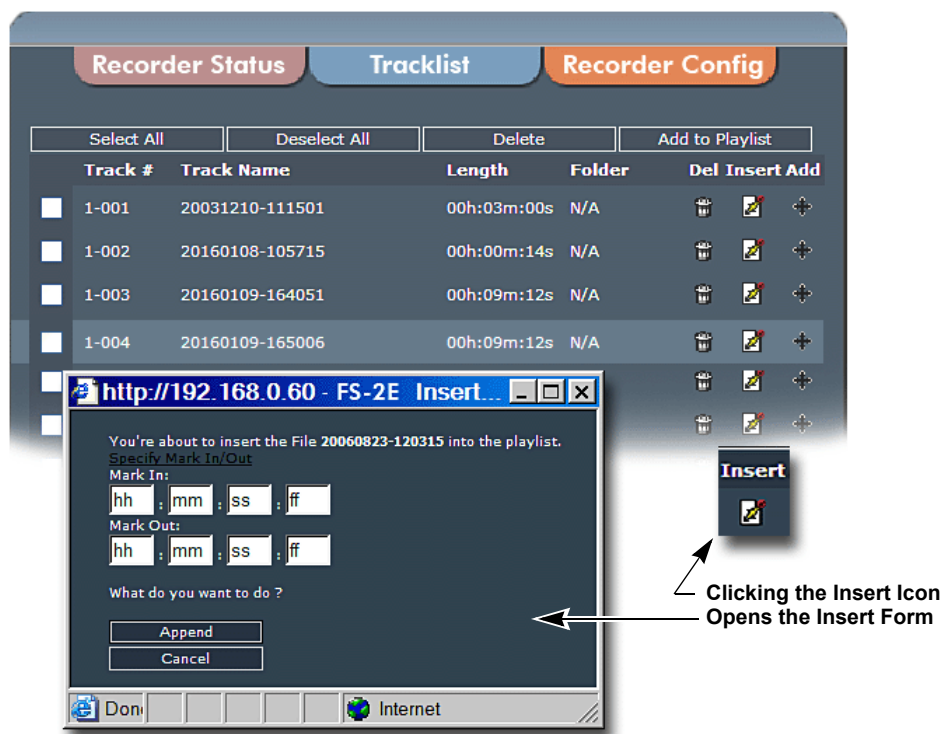 Recorder Status Tracklist Recorder Config
Select All Deselect All Delete Add to Playlist
Track # Track Name Length Folder Del Insert Add
1-001 20031210-111501 00h:03m:00s N/A
1-002 20160108-105715 00h:00m:14s N/A
1-003 20160109-164051 00h:09m:12s N/A
1-004 20160109-165006 00h:09m:12s N/A
http://192.168.0.60 - FS-2E Insert...
You're about to insert the File 20060823-120315 into the playlist.
Specify Mark In/Out
Mark In:
hh : mm : ss : ff
Mark Out:
hh : mm : ss : ff
What do you want to do ?
Append
Cancel
Done Internet
Insert
Clicking the Insert Icon
Opens the Insert Form